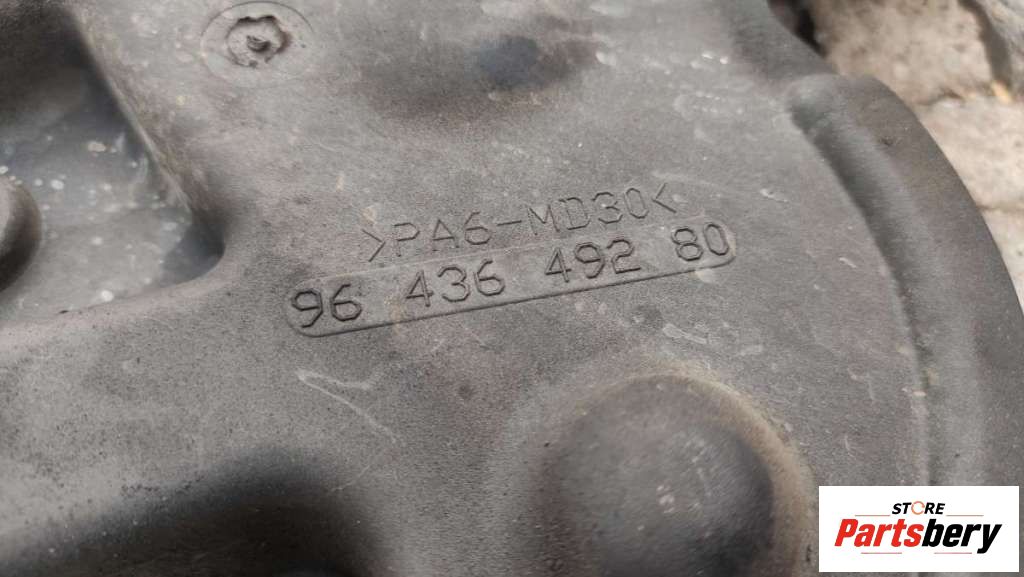 >PA6-MD30<
96 436 492 80
STORE
Partsbery